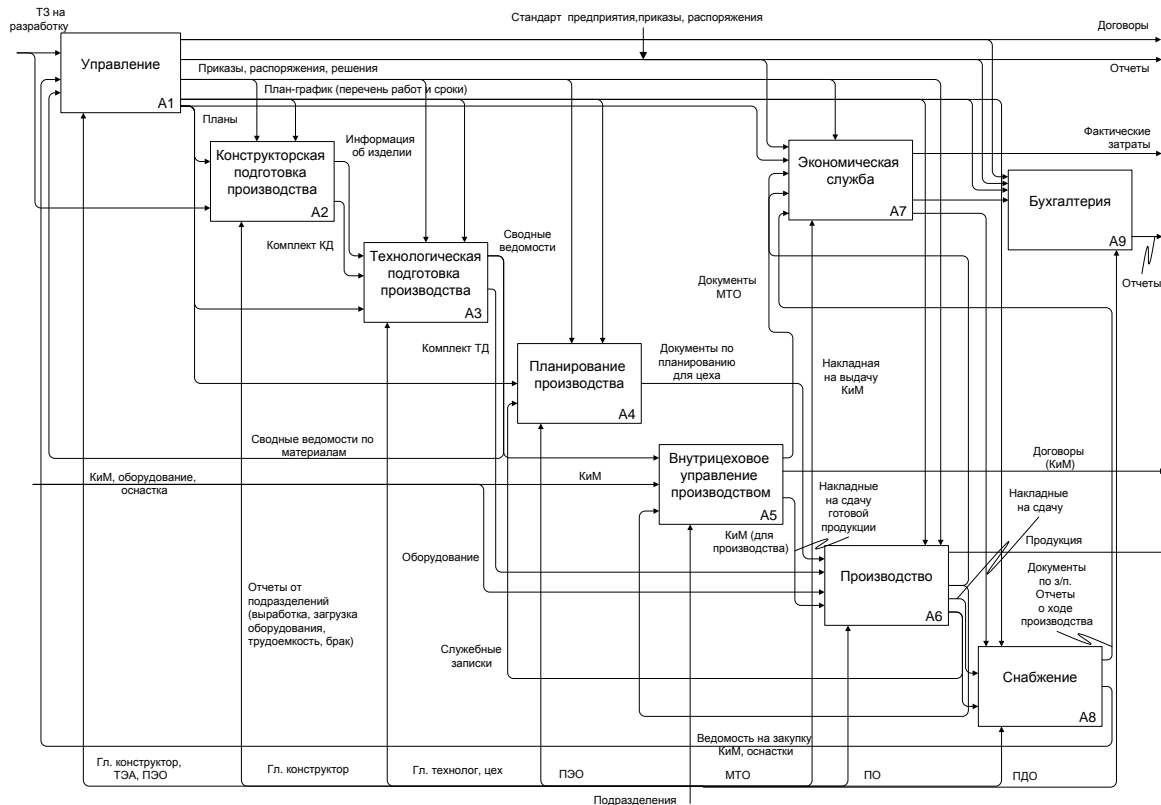 ТЗ на
разработку
Стандарт предприятия,приказы, распоряжения
Договоры
Управление
A1
Отчеты
Приказы, распоряжения, решения
План-график (перечень работ и сроки)
Планы
Информация
об изделии
Фактические
затраты
Конструкторская
подготовка
производства
A2
Экономическая
служба
A7
Бухгалтерия
A9
Комплект КД
Сводные
ведомости
Технологическая
подготовка
производства
A3
Документы
МТО
Отчеты
Комплект ТД
Планирование
производства
A4
Документы по
планированию
для цеха
Накладная
на выдачу
КиМ
Сводные ведомости по
материалам
Внутрицеховое
управление
производством
A5
Договоры
(КиМ)
КиМ, оборудование,
оснастка
КиМ
Накладные
на сдачу
готовой
продукции
Накладные
на сдачу
КиМ (для
производства)
Продукция
Оборудование
Производство
A6
Документы
по з/п.
Отчеты
о ходе
производства
Отчеты от
подразделений
(выработка, загрузка
оборудования,
трудоемкость, брак)
Служебные
записки
Снабжение
A8
Ведомость на закупку
КиМ, оснастки
Гл. конструктор,
ТЭА, ПЭО
Гл. конструктор
Гл. технолог, цех
ПЭО
МТО
ПО
ПДО
Подразделения